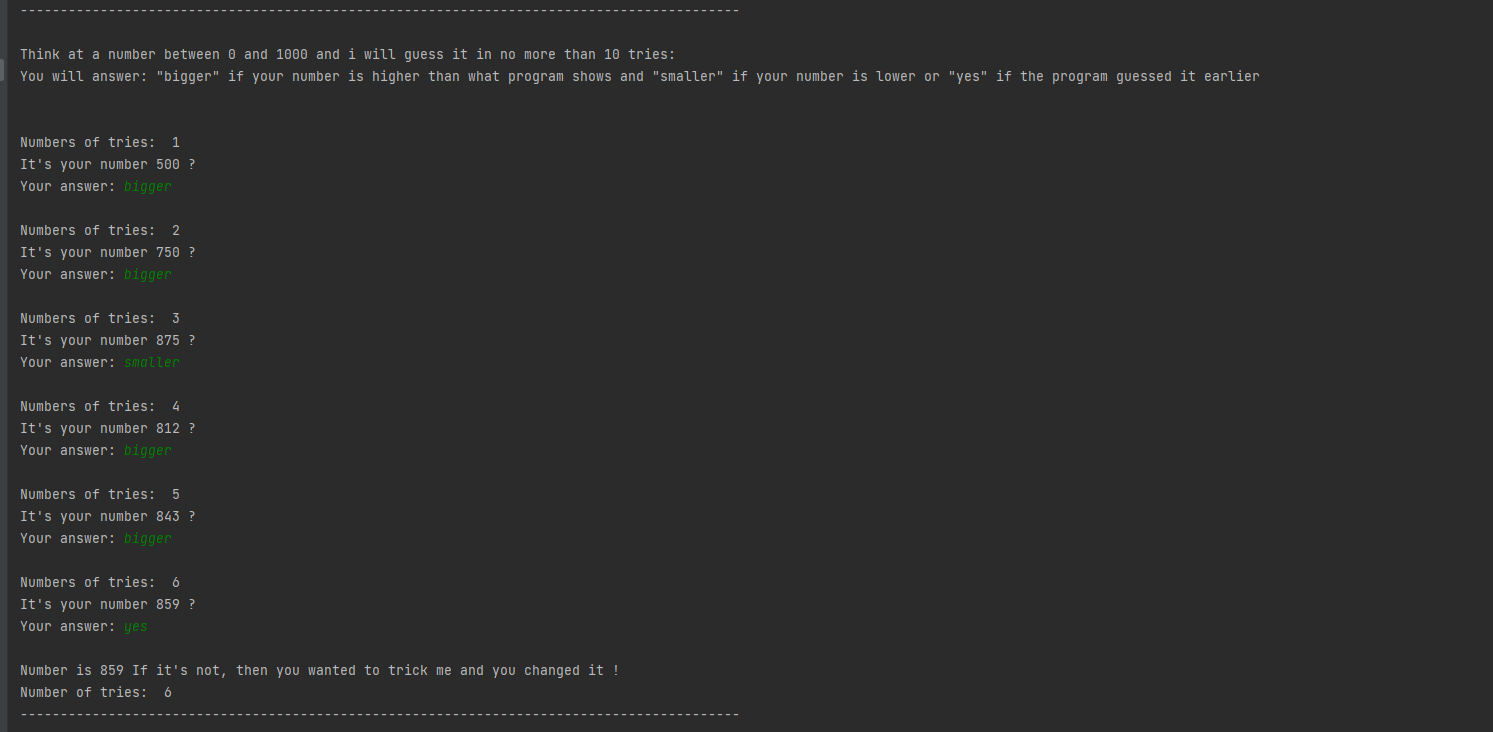 ------------------------------------------------------------------------------------------
Think at a number between 0 and 1000 and i will guess it in no more than 10 tries:
You will answer: "bigger" if your number is higher than what program shows and "smaller" if your number is lower or "yes" if the program guessed it earlier
Numbers of tries:  1
It's your number 500 ?
Your answer: bigger
Numbers of tries:  2
It's your number 750 ?
Your answer: bigger
Numbers of tries:  3
It's your number 875 ?
Your answer: smaller
Numbers of tries:  4
It's your number 812 ?
Your answer: bigger
Numbers of tries:  5
It's your number 843 ?
Your answer: bigger
Numbers of tries:  6
It's your number 859 ?
Your answer: yes
Number is 859 If it's not, then you wanted to trick me and you changed it !
Number of tries:  6
------------------------------------------------------------------------------------------